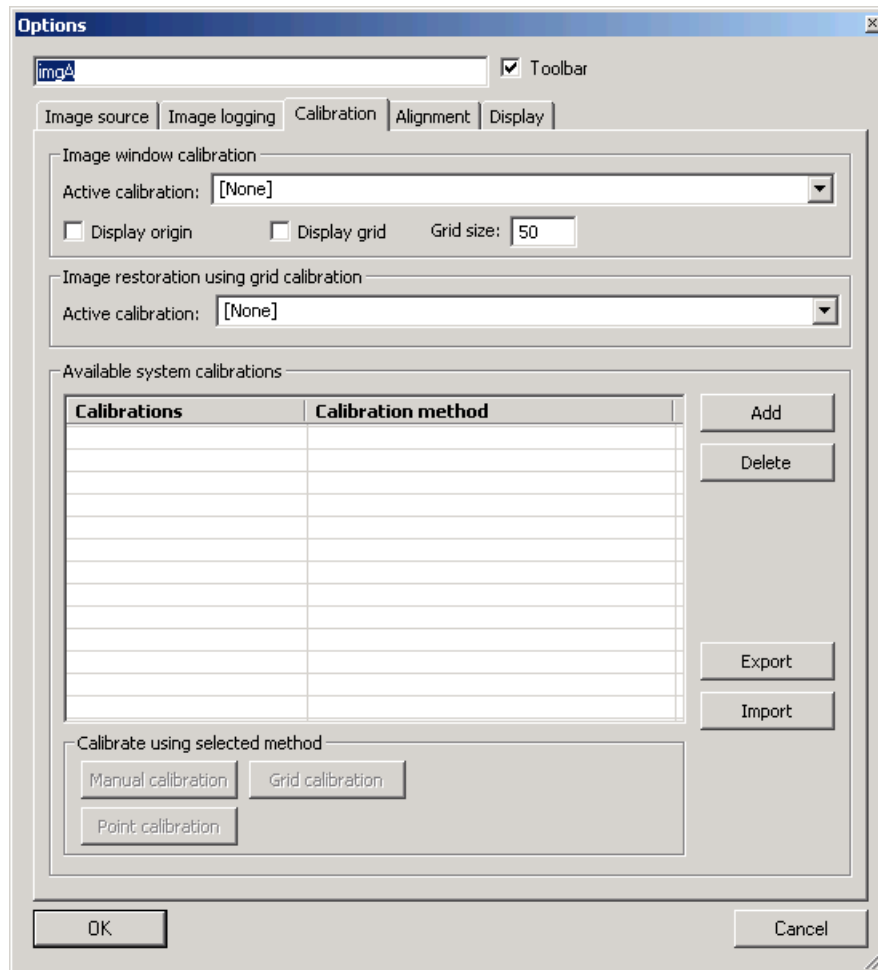 Options
imgA
Toolbar
Image source Image logging Calibration Alignment Display
Image window calibration
Active calibration: [None]
Display origin Display grid Grid size: 50
Image restoration using grid calibration
Active calibration: [None]
Available system calibrations
Calibrations Calibration method
Add
Delete
Export
Import
Calibrate using selected method
Manual calibration Grid calibration
Point calibration
OK Cancel